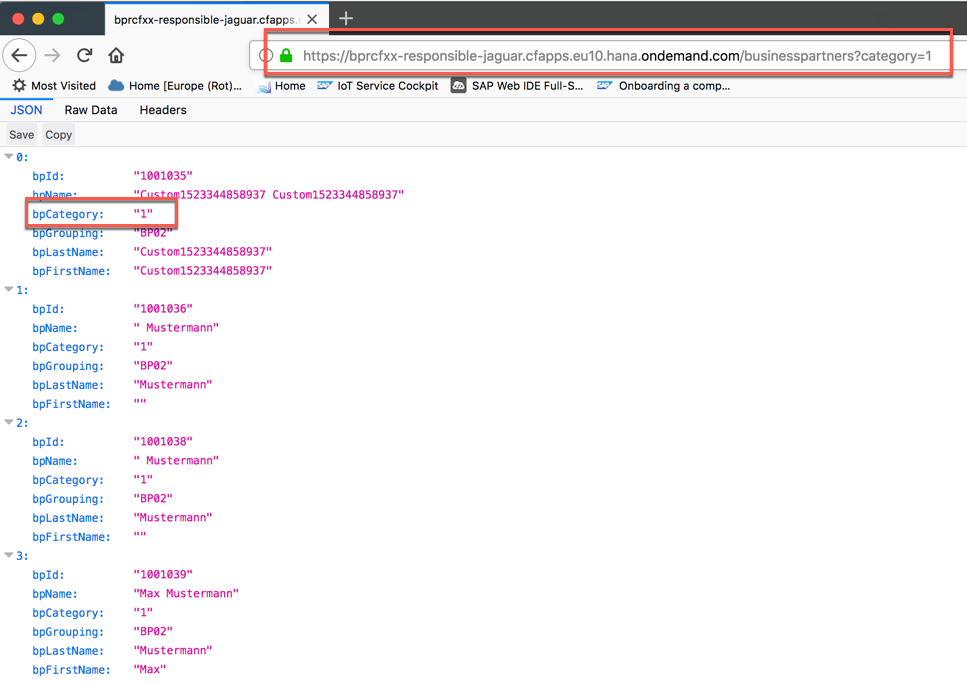 bprcfxx-responsible-jaguar.cfapps.
https://bprcfxx-responsible-jaguar.cfapps.eu10.hana.ondemand.com/businesspartners?category=1
Most Visited Home [Europe (Rot)... Home SAP IoT Service Cockpit SAP Web IDE Full-S... SAP Onboarding a comp...
JSON Raw Data Headers
Save Copy
0:
bpId: "1001035"
bpName: "Custom1523344858937 Custom1523344858937"
bpCategory: "1"
bpGrouping: "BP02"
bpLastName: "Custom1523344858937"
bpFirstName: "Custom1523344858937"
1:
bpId: "1001036"
bpName: " Mustermann"
bpCategory: "1"
bpGrouping: "BP02"
bpLastName: "Mustermann"
bpFirstName: ""
2:
bpId: "1001038"
bpName: " Mustermann"
bpCategory: "1"
bpGrouping: "BP02"
bpLastName: "Mustermann"
bpFirstName: ""
3:
bpId: "1001039"
bpName: "Max Mustermann"
bpCategory: "1"
bpGrouping: "BP02"
bpLastName: "Mustermann"
bpFirstName: "Max"